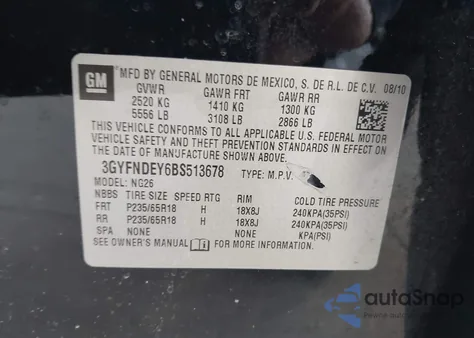 GM MFD BY GENERAL MOTORS DE MEXICO, S. DE R.L. DE C.V. 08/10
GVWR GAWR FRT GAWR RR
2520 KG 1410 KG 1300 KG
5556 LB 3108 LB 2866 LB
THIS VEHICLE CONFORMS TO ALL APPLICABLE U.S. FEDERAL MOTOR
VEHICLE SAFETY, BUMPER, AND THEFT PREVENTION STANDARDS
IN EFFECT ON THE DATE OF MANUFACTURE SHOWN ABOVE.
3GYFNDEY6BS513678 TYPE: M.P.V.
MODEL: NG26
NBBS TIRE SIZE SPEED RTG RIM COLD TIRE PRESSURE
FRT P235/65R18 H 18X8J 240KPA(35PSI)
RR P235/65R18 H 18X8J 240KPA(35PSI)
SPA NONE NONE KPA(PSI)
SEE OWNER'S MANUAL FOR MORE INFORMATION.
autoSnap
www.autosnap.com